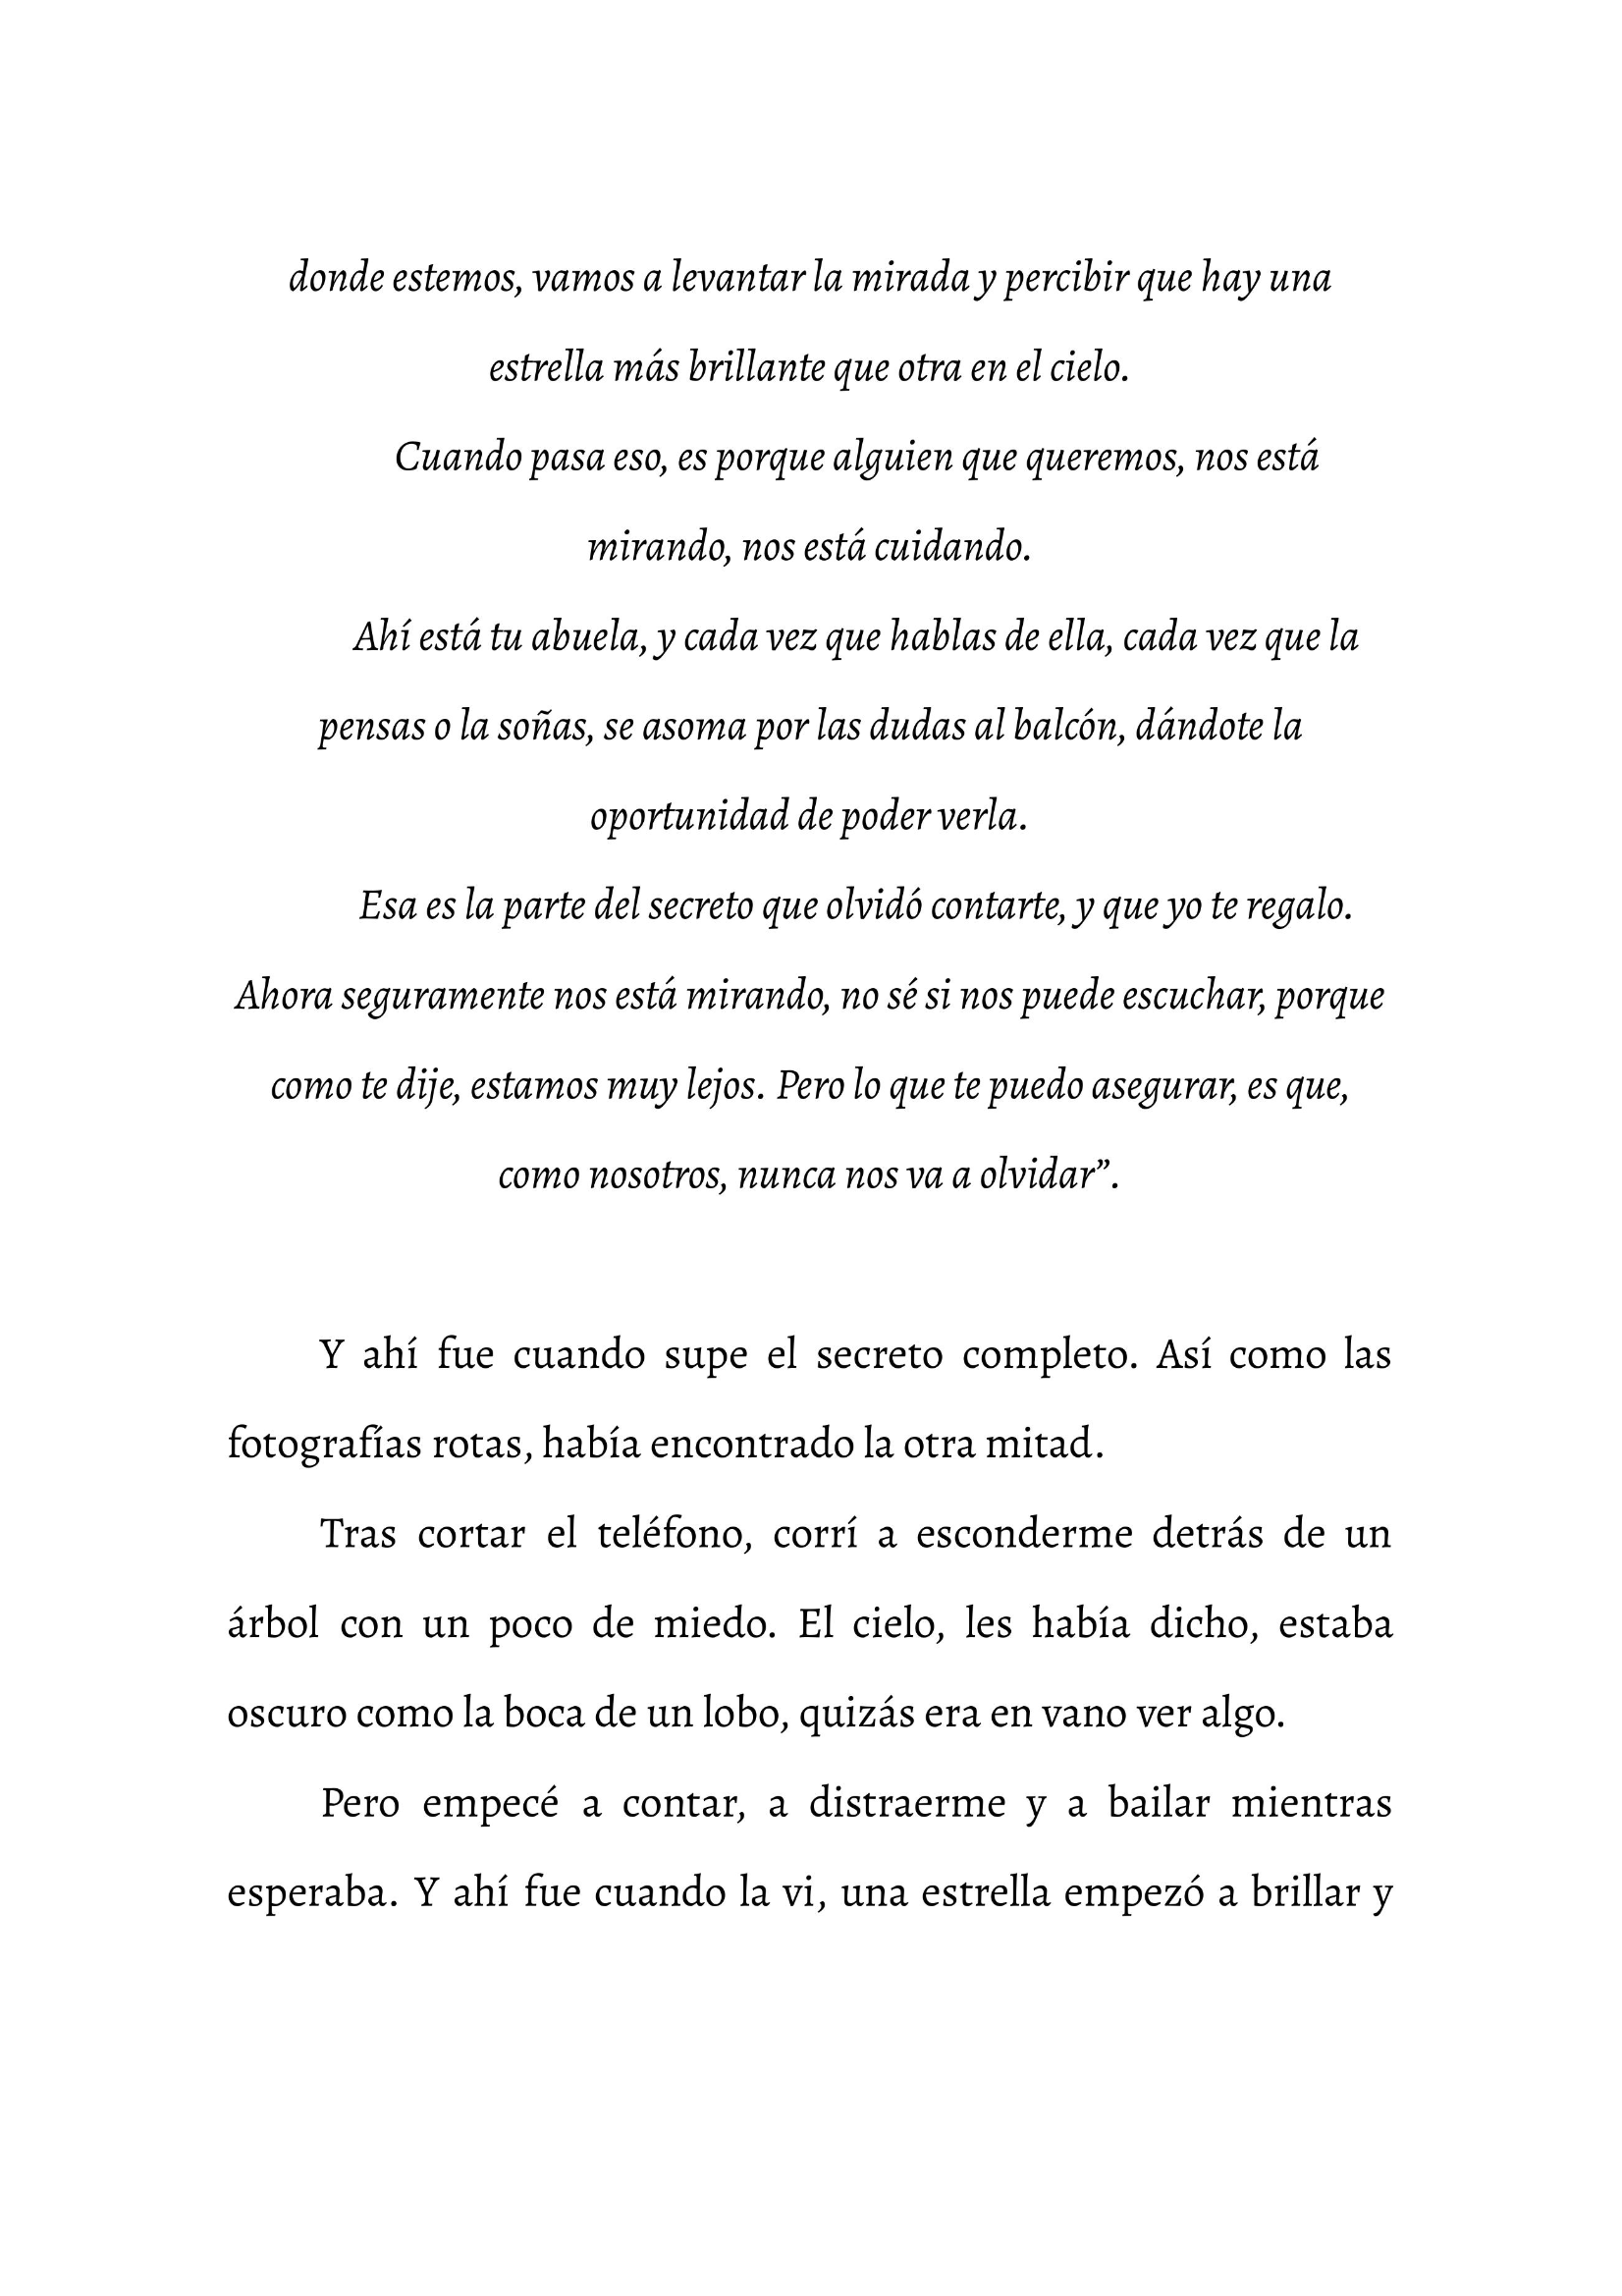 donde estemos, vamos a levantar la mirada y percibir que hay una
estrella más brillante que otra en el cielo.
Cuando pasa eso, es porque alguien que queremos, nos está
mirando, nos está cuidando.
Ahí está tu abuela, y cada vez que hablas de ella, cada vez que la
pensas o la soñas, se asoma por las dudas al balcón, dándote la
oportunidad de poder verla.
Esa es la parte del secreto que olvidó contarte, y que yo te regalo.
Ahora seguramente nos está mirando, no sé si nos puede escuchar, porque
como te dije, estamos muy lejos. Pero lo que te puedo asegurar, es que,
como nosotros, nunca nos va a olvidar”.
Y ahí fue cuando supe el secreto completo. Así como las
fotografías rotas, había encontrado la otra mitad.
Tras cortar el teléfono, corrí a esconderme detrás de un
árbol con un poco de miedo. El cielo, les había dicho, estaba
oscuro como la boca de un lobo, quizás era en vano ver algo.
Pero empecé a contar, a distraerme y a bailar mientras
esperaba. Y ahí fue cuando la vi, una estrella empezó a brillar y